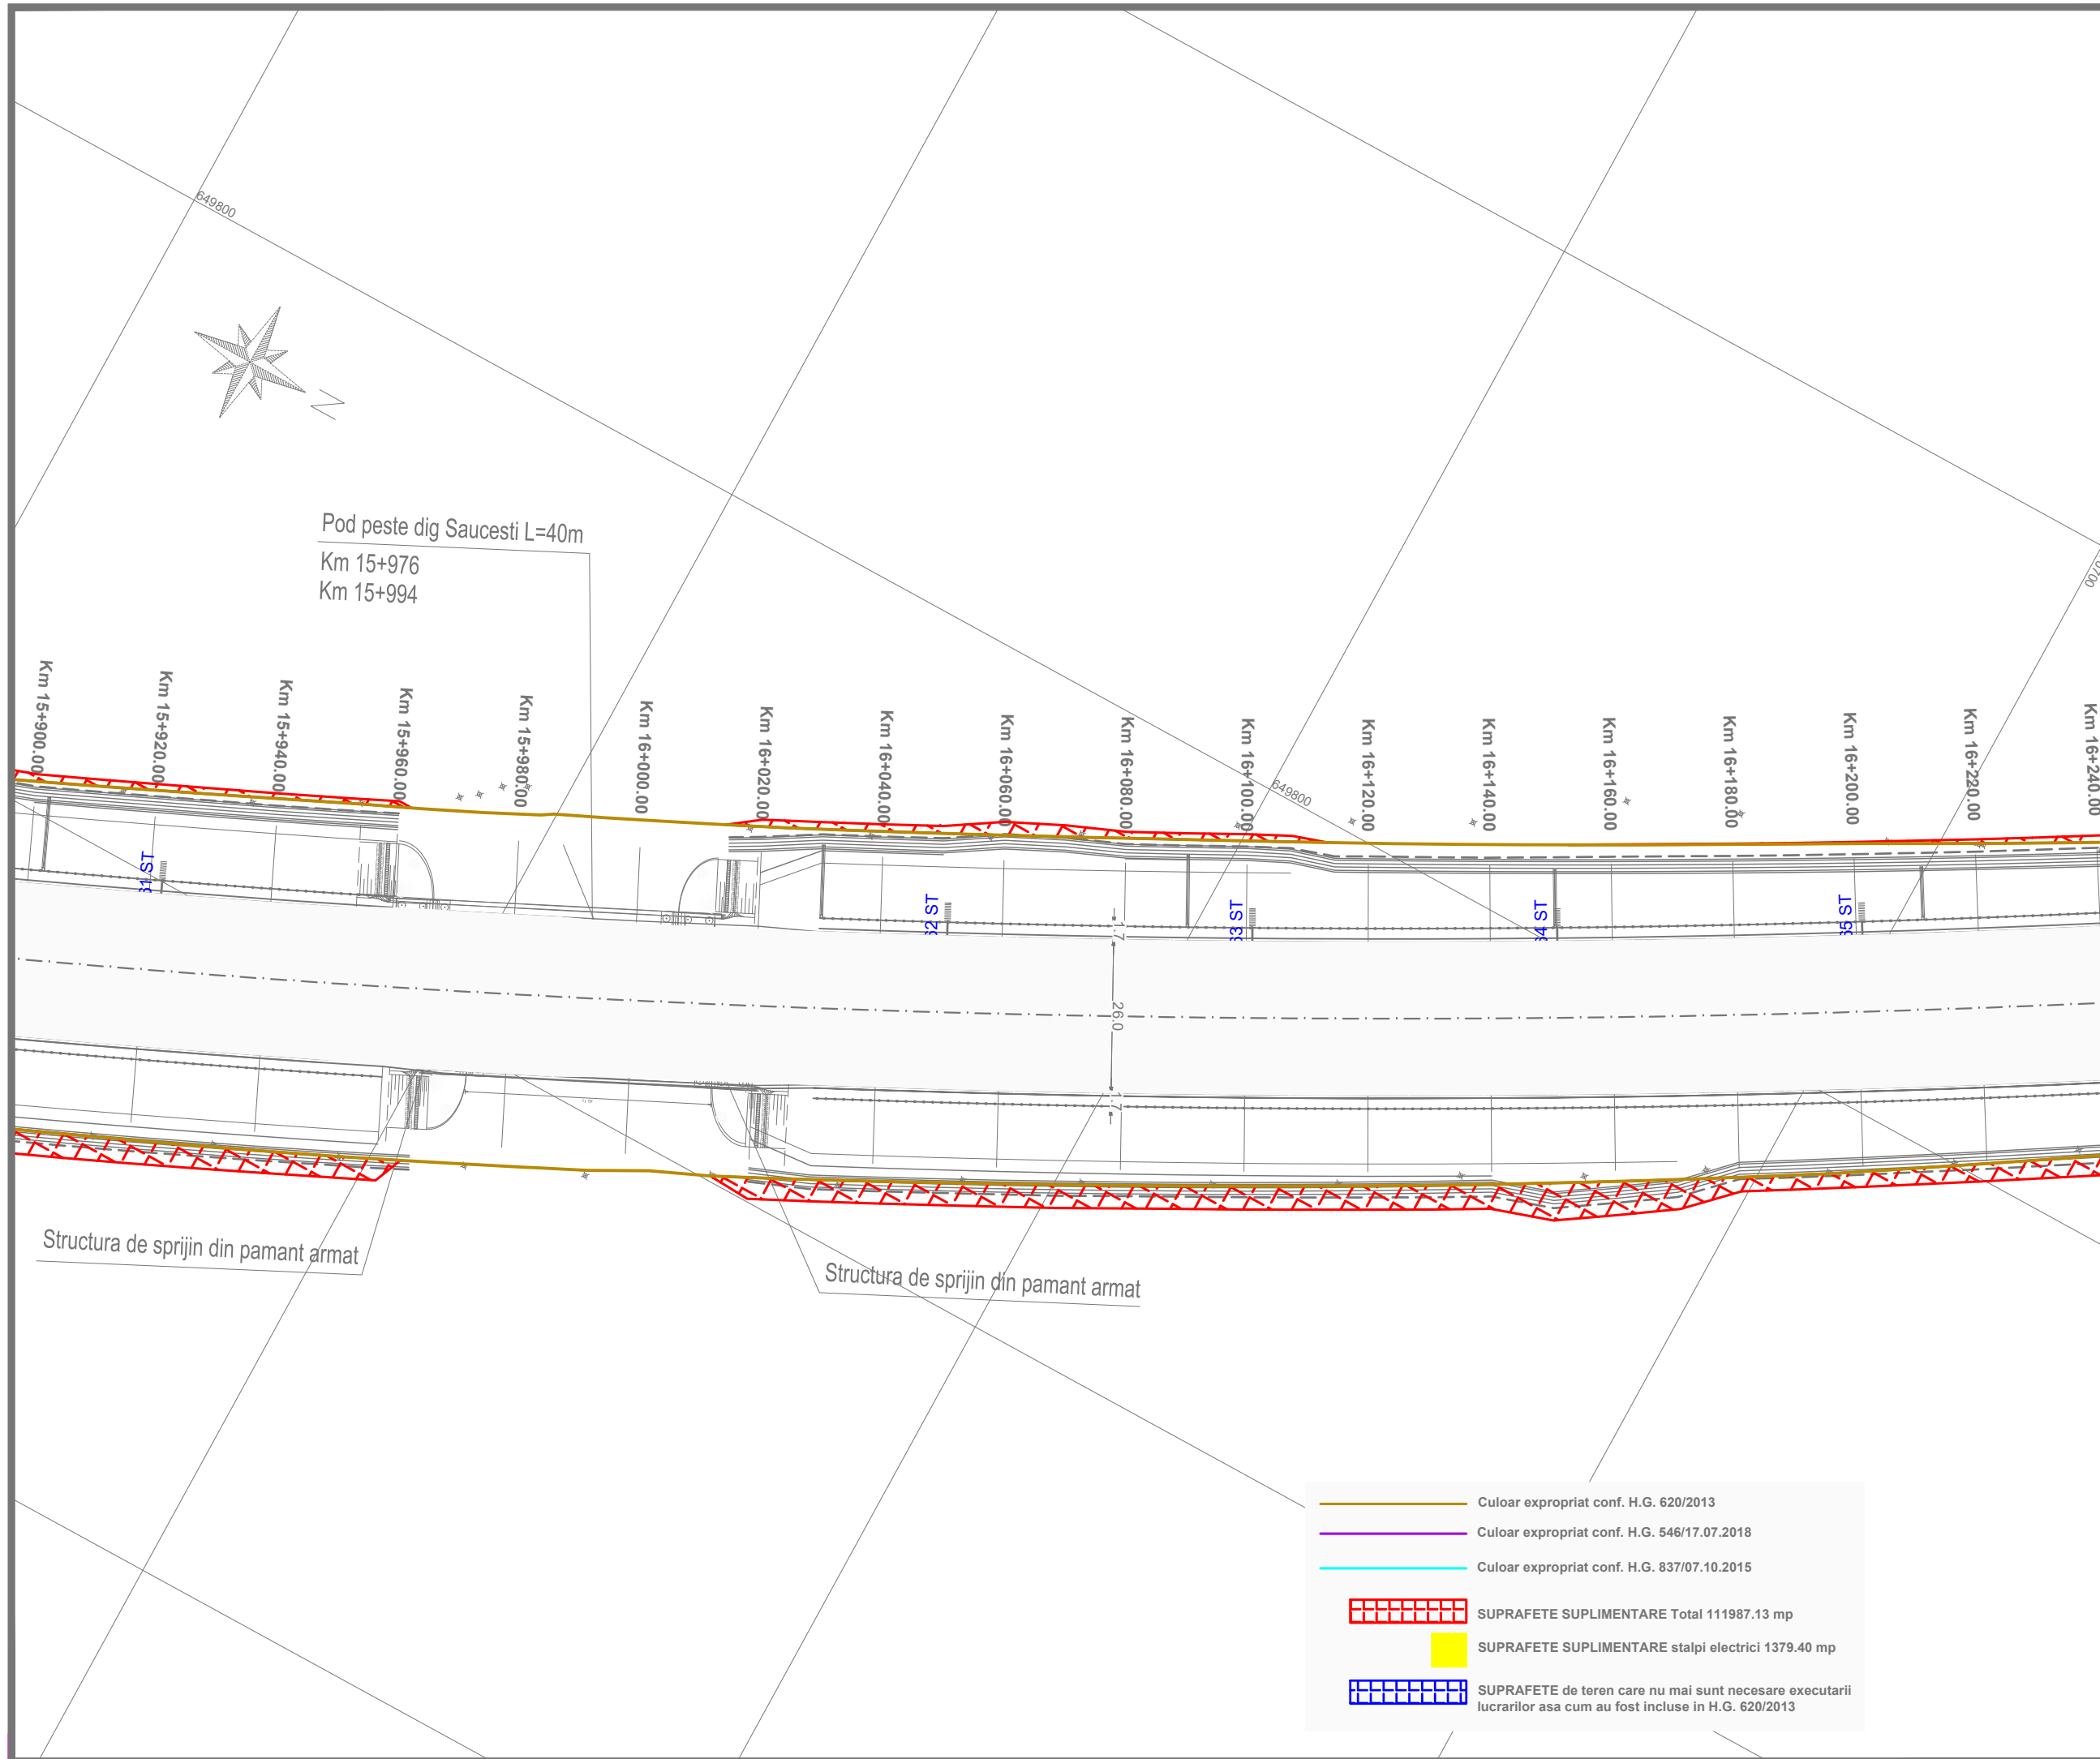 649800
N
Pod peste dig Saucesti L=40m
Km 15+976
Km 15+994
Km 15+900.00
Km 15+920.00
Km 15+940.00
Km 15+960.00
Km 15+980.00
Km 16+000.00
Km 16+020.00
Km 16+040.00
Km 16+060.00
Km 16+080.00
Km 16+100.00
Km 16+120.00
Km 16+140.00
Km 16+160.00
Km 16+180.00
Km 16+200.00
Km 16+220.00
Km 16+240.00
649800
ST
ST
ST
ST
ST
1.7
26.0
1.7
Structura de sprijin din pamant armat
Structura de sprijin din pamant armat
Culoar expropriat conf. H.G. 620/2013
Culoar expropriat conf. H.G. 546/17.07.2018
Culoar expropriat conf. H.G. 837/07.10.2015
SUPRAFETE SUPLIMENTARE Total 111987.13 mp
SUPRAFETE SUPLIMENTARE stalpi electrici 1379.40 mp
SUPRAFETE de teren care nu mai sunt necesare executarii
lucrarilor asa cum au fost incluse in H.G. 620/2013